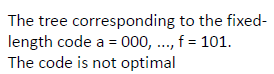 The tree corresponding to the fixed-
length code a = 000, ..., f = 101.
The code is not optimal